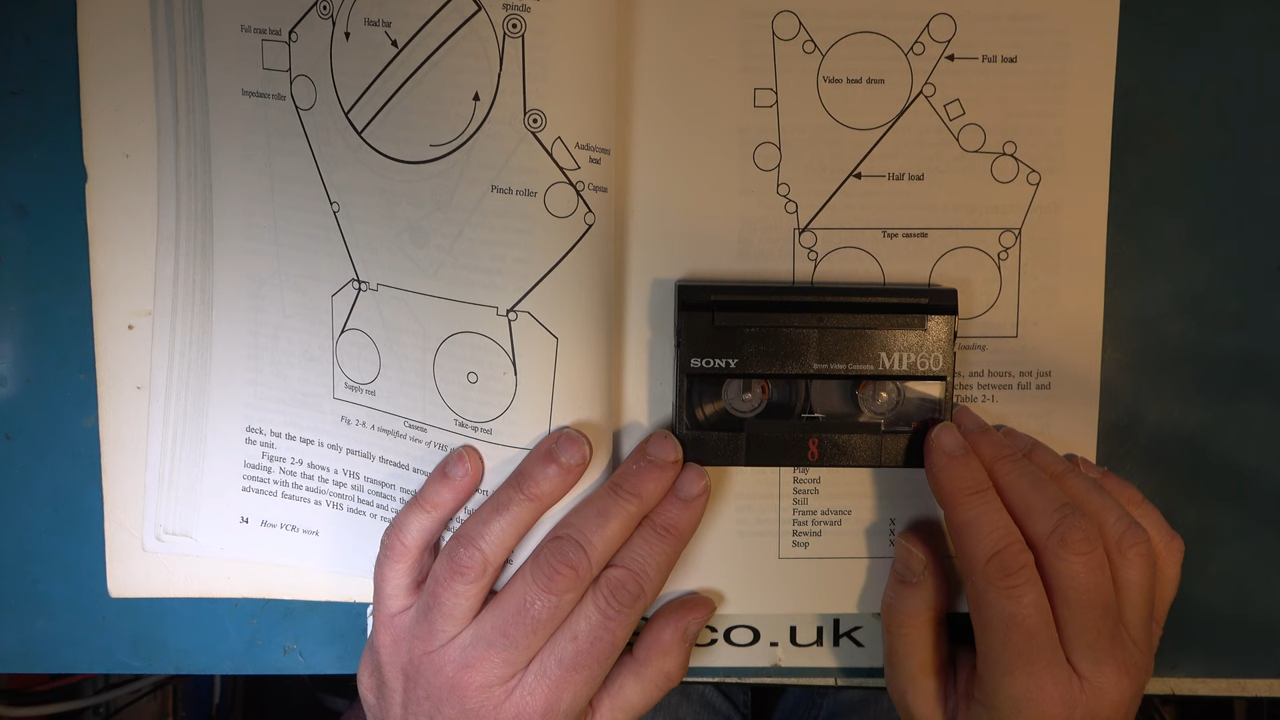 spindle
Head bar
Full erase head
Impedance roller
Audio/control
head
Pinch roller
Capstan
Supply reel
Cassette
Take-up reel
Fig. 2-8. A simplified view of VHS
deck, but the tape is only partially threaded
the unit.
Figure 2-9 shows a VHS transport
loading. Note that the tape still contacts
contact with the audio/control head and
advanced features as VHS index or
34 How VCRs work
Full load
Video head drum
Half load
Tape cassette
loading.
es, and hours, not just
ches between full and
Table 2-1.
SONY
8mm Video Cassette MP60
8
Play
Record
Search
Still
Frame advance
Fast forward X
Rewind X
Stop X
co.uk